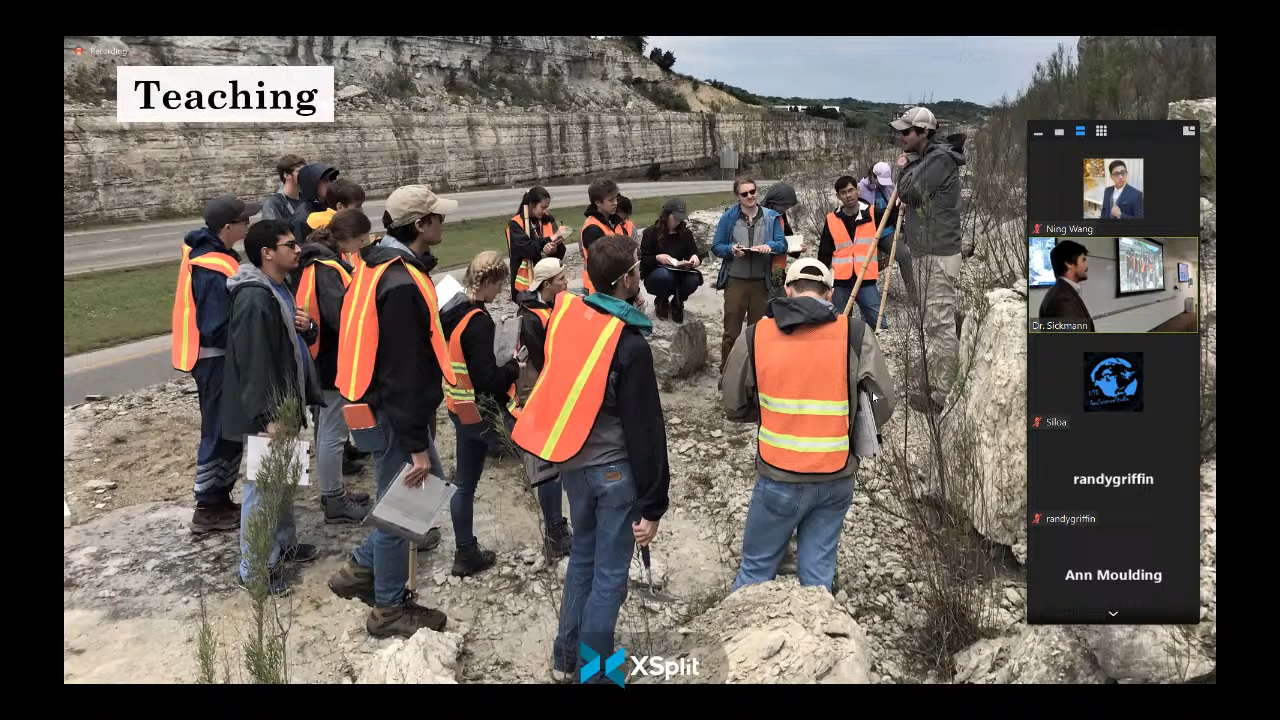 Recording
Teaching
Ning Wang
Dr. Sickmann
Siloa
randygriffin
randygriffin
Ann Moulding
XSplit